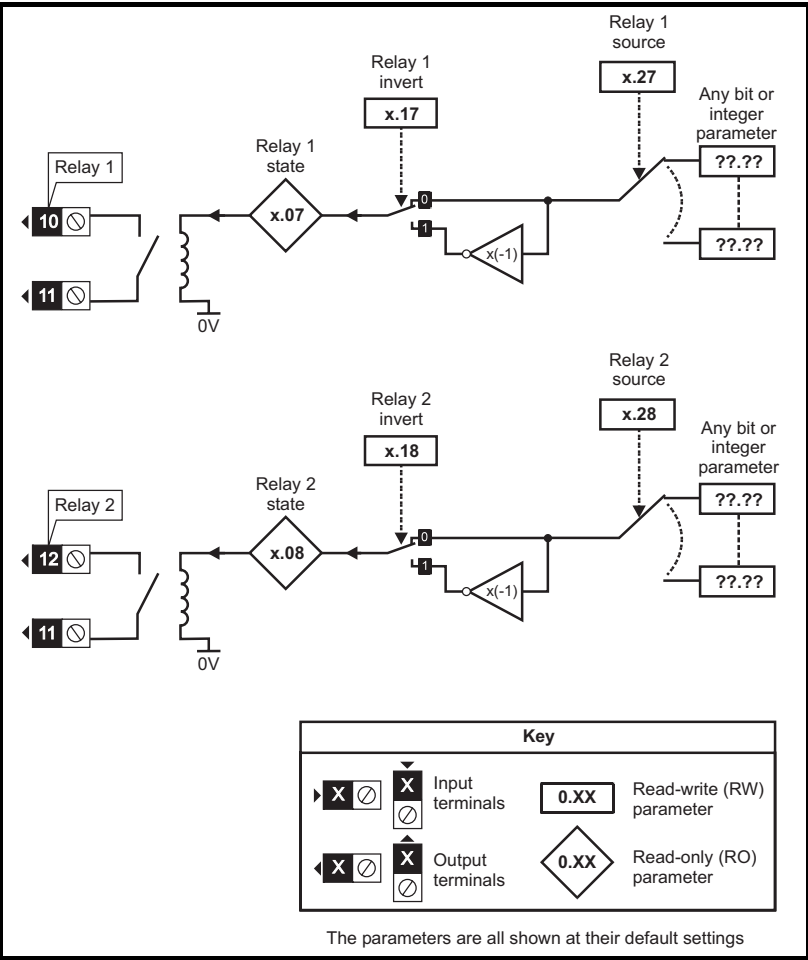 Relay 1
source
x.27
Relay 1
invert
x.17
Any bit or
integer
parameter
??.??
??.??
Relay 1
state
x.07
Relay 1
10
11
0
1
x(-1)
0V
Relay 2
source
x.28
Relay 2
invert
x.18
Any bit or
integer
parameter
??.??
??.??
Relay 2
state
x.08
Relay 2
12
11
0
1
x(-1)
0V
Key
X
X
Input
terminals
0.XX
Read-write (RW)
parameter
X
X
Output
terminals
0.XX
Read-only (RO)
parameter
The parameters are all shown at their default settings